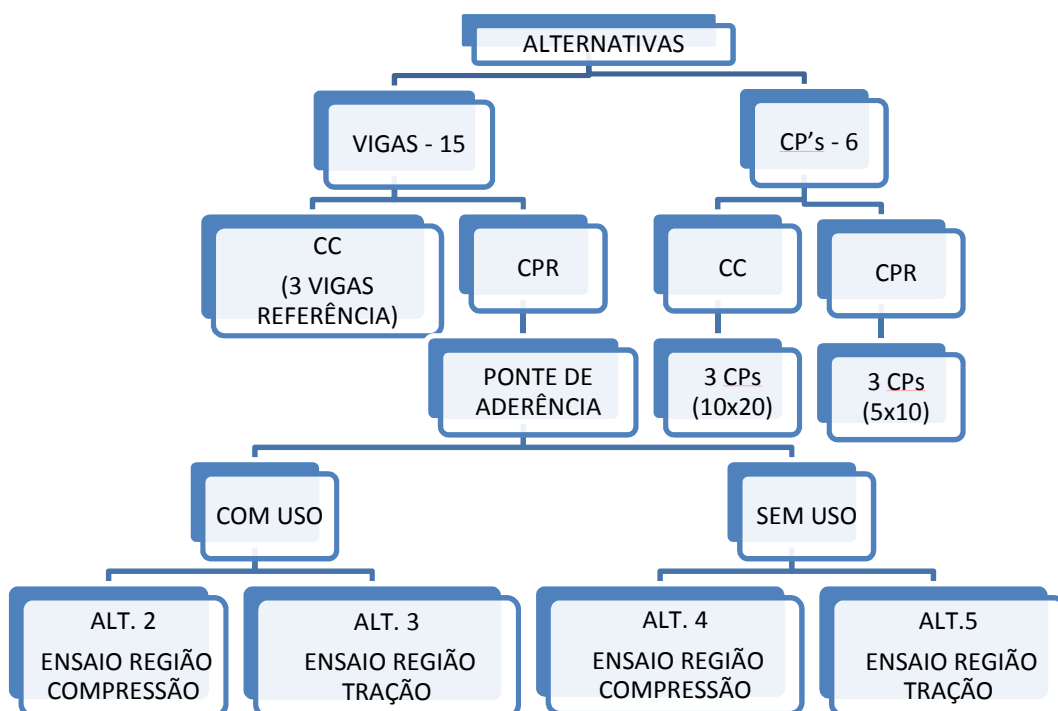 ALTERNATIVAS
VIGAS - 15
CP's - 6
CC
(3 VIGAS
REFERÊNCIA)
CPR
CC
CPR
PONTE DE
ADERÊNCIA
3 CPs
(10x20)
3 CPs
(5x10)
COM USO
SEM USO
ALT. 2
ENSAIO REGIÃO
COMPRESSÃO
ALT. 3
ENSAIO REGIÃO
TRAÇÃO
ALT. 4
ENSAIO REGIÃO
COMPRESSÃO
ALT.5
ENSAIO REGIÃO
TRAÇÃO